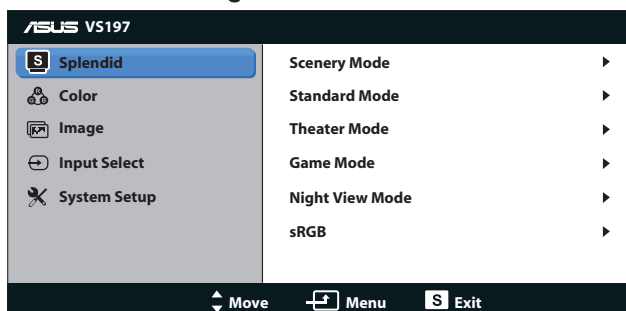 ASUS VS197
S Splendid
Color
Image
Input Select
System Setup
Scenery Mode
Standard Mode
Theater Mode
Game Mode
Night View Mode
sRGB
Move Menu S Exit